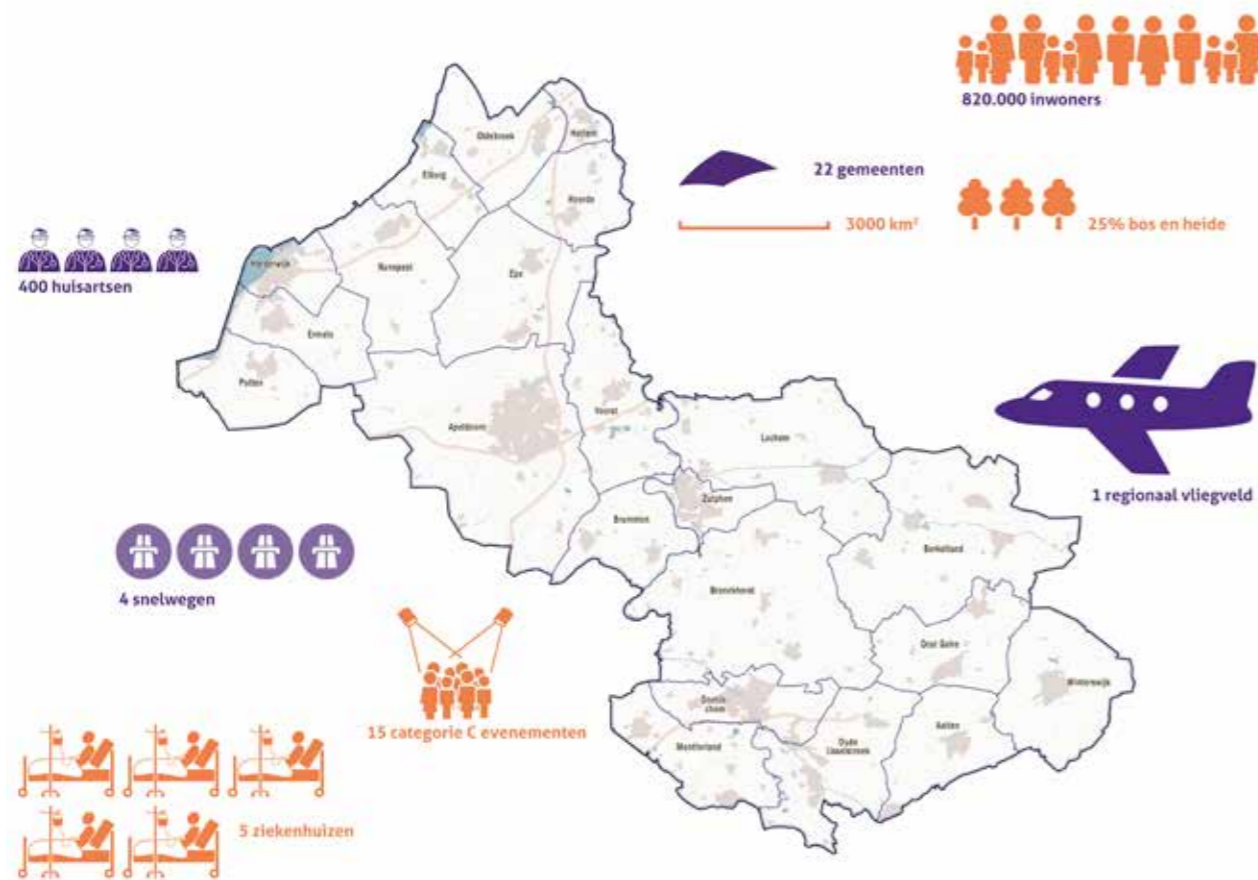 820.000 inwoners
22 gemeenten
3000 km²
25% bos en heide
400 huisartsen
1 regionaal vliegveld
4 snelwegen
15 categorie C evenementen
5 ziekenhuizen
Oldebroek
Hattem
Elburg
Heerde
Harderwijk
Nunspeet
Epe
Ermelo
Putten
Apeldoorn
Voorst
Lochem
Zutphen
Brummen
Berkelland
Bronckhorst
Oost Gelre
Winterswijk
Doetin
chem
Montferland
Oude
IJsselstreek
Aalten